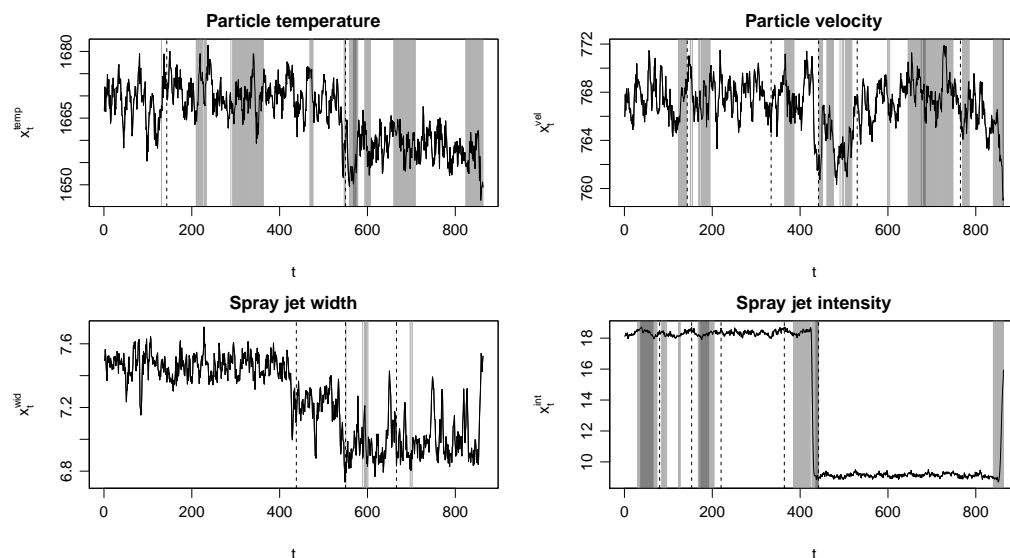 Particle temperature
1680
1665
1650
x_t^temp
0 200 400 600 800
t
Particle velocity
772
768
764
760
x_t^vel
0 200 400 600 800
t
Spray jet width
7.6
7.2
6.8
x_t^wid
0 200 400 600 800
t
Spray jet intensity
18
16
14
12
10
x_t^int
0 200 400 600 800
t